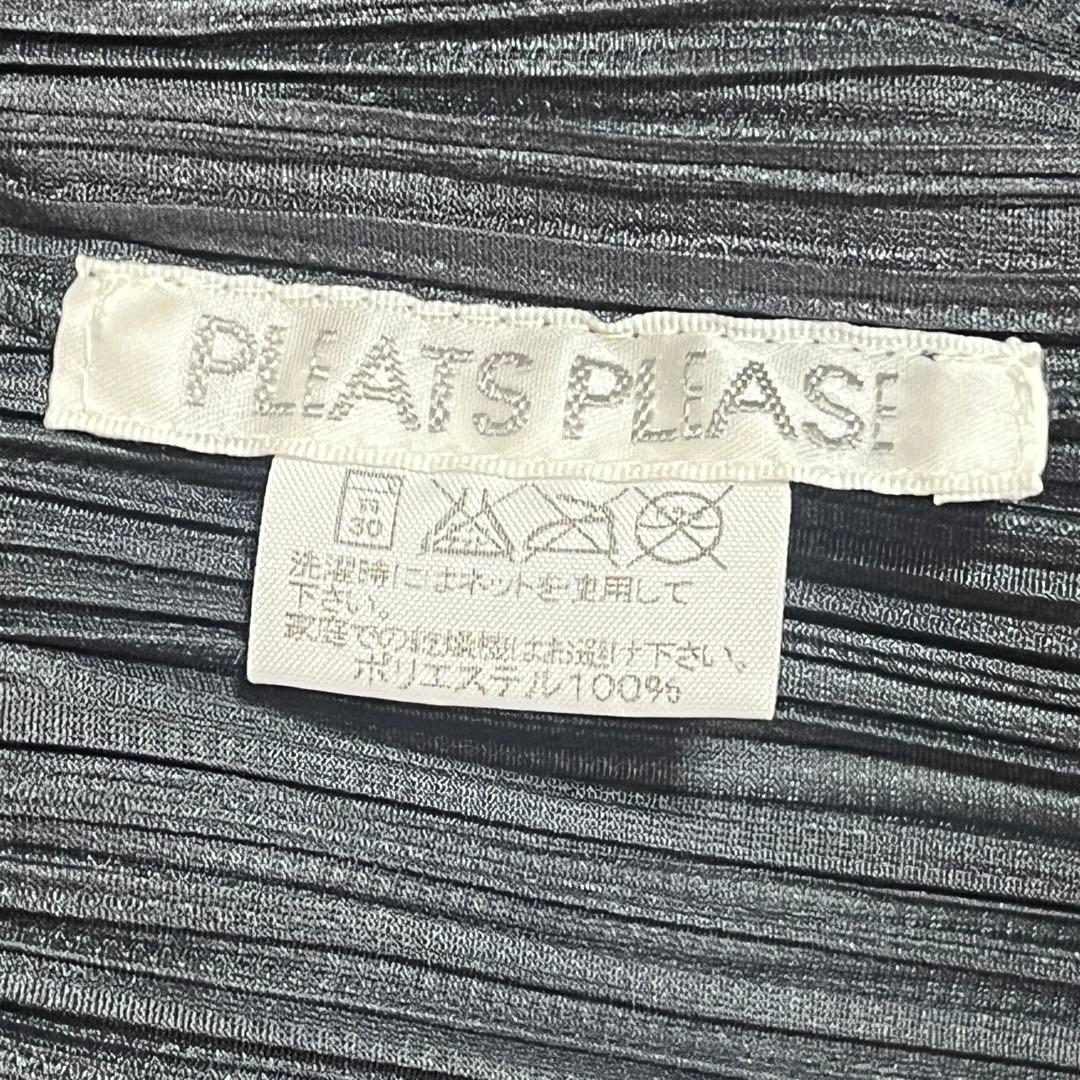 PLEATS PLEASE
弱
30
洗濯時にはネットを使用して
下さい。
家庭での乾燥機はお避け下さい。
ポリエステル100%